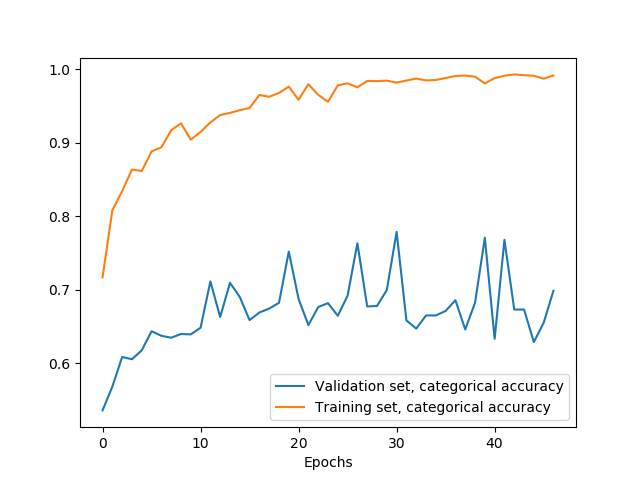 1.0
0.9
0.8
0.7
0.6
Validation set, categorical accuracy
Training set, categorical accuracy
0 10 20 30 40
Epochs